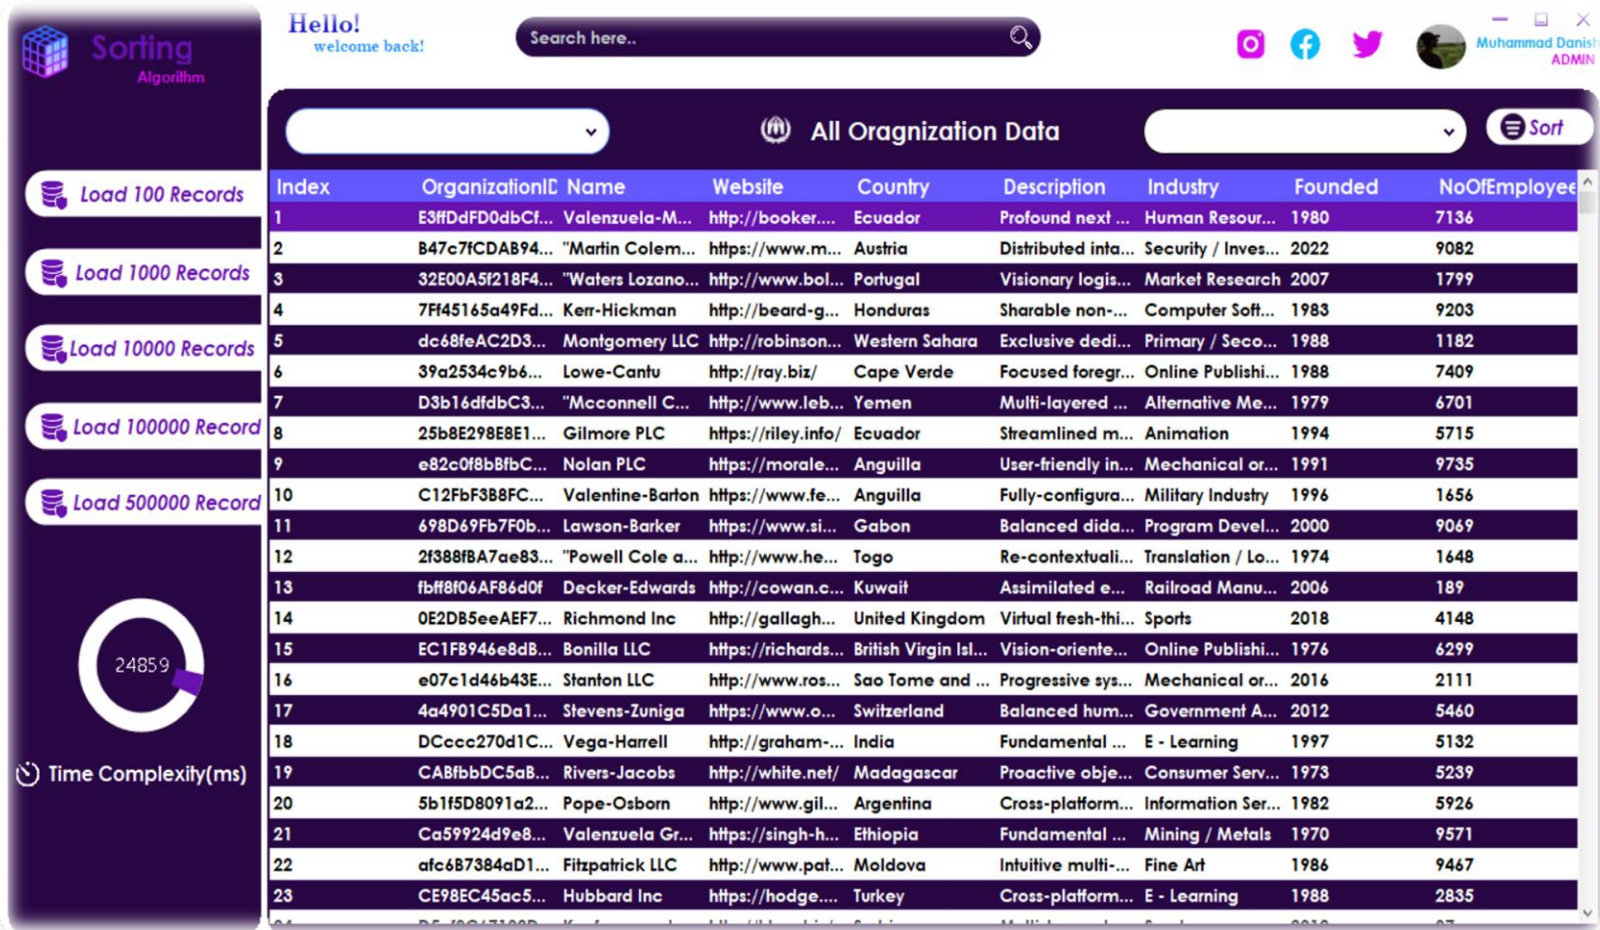 Sorting
Algorithm
Hello!
welcome back!
Search here..
Muhammad Danish
ADMIN
All Oragnization Data
Sort
Load 100 Records
Load 1000 Records
Load 10000 Records
Load 100000 Record
Load 500000 Record
24859
Time Complexity(ms)
Index OrganizationID Name Website Country Description Industry Founded NoOfEmployee
1 E3ffDdFD0dbCf... Valenzuela-M... http://booker.... Ecuador Profound next ... Human Resour... 1980 7136
2 B47c7fCDAB94... "Martin Colem... https://www.m... Austria Distributed inta... Security / Inves... 2022 9082
3 32E00A5f218F4... "Waters Lozano... http://www.bol... Portugal Visionary logis... Market Research 2007 1799
4 7Ff45165a49Fd... Kerr-Hickman http://beard-g... Honduras Sharable non-... Computer Soft... 1983 9203
5 dc68feAC2D3... Montgomery LLC http://robinson... Western Sahara Exclusive dedi... Primary / Seco... 1988 1182
6 39a2534c9b6... Lowe-Cantu http://ray.biz/ Cape Verde Focused foregr... Online Publishi... 1988 7409
7 D3b16dfdbC3... "Mcconnell C... http://www.leb... Yemen Multi-layered ... Alternative Me... 1979 6701
8 25b8E298E8E1... Gilmore PLC https://riley.info/ Ecuador Streamlined m... Animation 1994 5715
9 e82c0f8bBfbC... Nolan PLC https://morale... Anguilla User-friendly in... Mechanical or... 1991 9735
10 C12FbF3B8FC... Valentine-Barton https://www.fe... Anguilla Fully-configura... Military Industry 1996 1656
11 698D69Fb7F0b... Lawson-Barker https://www.si... Gabon Balanced dida... Program Devel... 2000 9069
12 2f388fBA7ae83... "Powell Cole a... http://www.he... Togo Re-contextuali... Translation / Lo... 1974 1648
13 fbff8f06AF86d0f Decker-Edwards http://cowan.c... Kuwait Assimilated e... Railroad Manu... 2006 189
14 0E2DB5eeAEF7... Richmond Inc http://gallagh... United Kingdom Virtual fresh-thi... Sports 2018 4148
15 EC1FB946e8dB... Bonilla LLC https://richards... British Virgin Isl... Vision-oriente... Online Publishi... 1976 6299
16 e07c1d46b43E... Stanton LLC http://www.ros... Sao Tome and ... Progressive sys... Mechanical or... 2016 2111
17 4a4901C5Da1... Stevens-Zuniga https://www.o... Switzerland Balanced hum... Government A... 2012 5460
18 DCccc270d1C... Vega-Harrell http://graham-... India Fundamental ... E - Learning 1997 5132
19 CABfbbDC5aB... Rivers-Jacobs http://white.net/ Madagascar Proactive obje... Consumer Serv... 1973 5239
20 5b1f5D8091a2... Pope-Osborn http://www.gil... Argentina Cross-platform... Information Ser... 1982 5926
21 Ca59924d9e8... Valenzuela Gr... https://singh-h... Ethiopia Fundamental ... Mining / Metals 1970 9571
22 afc6B7384aD1... Fitzpatrick LLC http://www.pat... Moldova Intuitive multi-... Fine Art 1986 9467
23 CE98EC45ac5... Hubbard Inc https://hodge.... Turkey Cross-platform... E - Learning 1988 2835